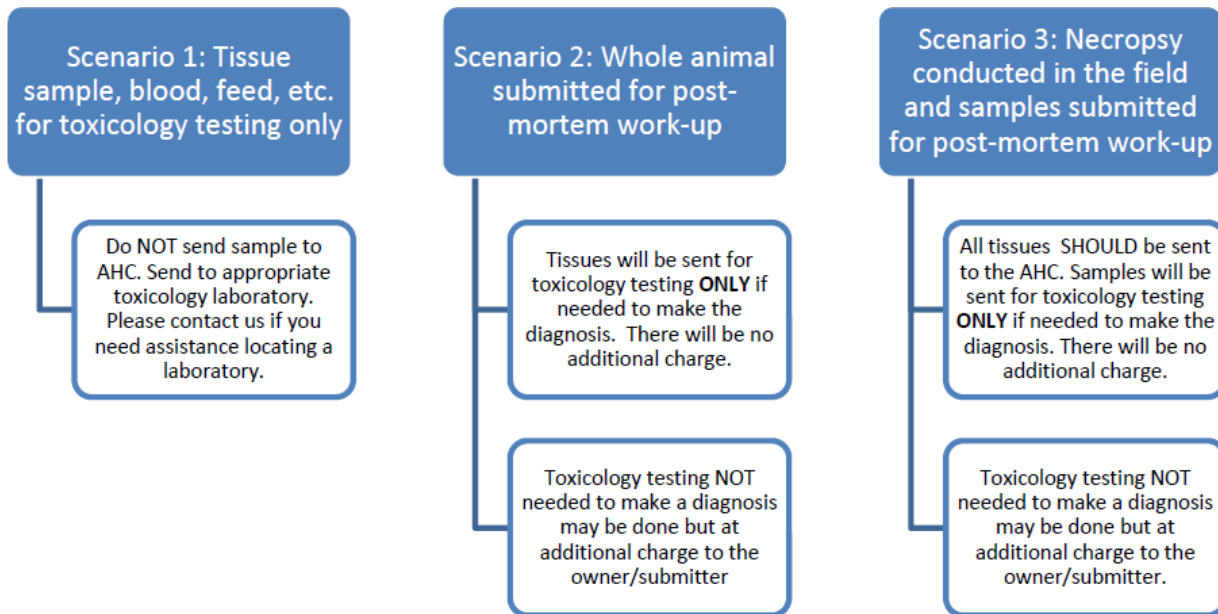 Scenario 1: Tissue
sample, blood, feed, etc.
for toxicology testing only
Do NOT send sample to
AHC. Send to appropriate
toxicology laboratory.
Please contact us if you
need assistance locating a
laboratory.
Scenario 2: Whole animal
submitted for post-
mortem work-up
Tissues will be sent for
toxicology testing ONLY if
needed to make the
diagnosis. There will be no
additional charge.
Toxicology testing NOT
needed to make a diagnosis
may be done but at
additional charge to the
owner/submitter
Scenario 3: Necropsy
conducted in the field
and samples submitted
for post-mortem work-up
All tissues SHOULD be sent
to the AHC. Samples will be
sent for toxicology testing
ONLY if needed to make the
diagnosis. There will be no
additional charge.
Toxicology testing NOT
needed to make a diagnosis
may be done but at
additional charge to the
owner/submitter.